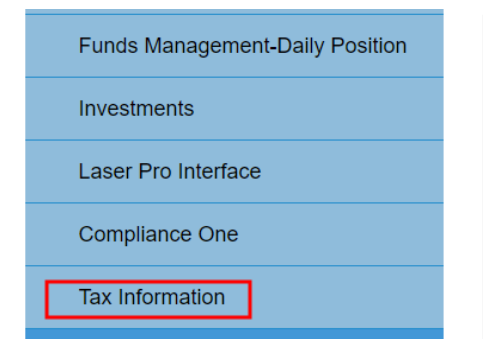 Funds Management-Daily Position
Investments
Laser Pro Interface
Compliance One
Tax Information